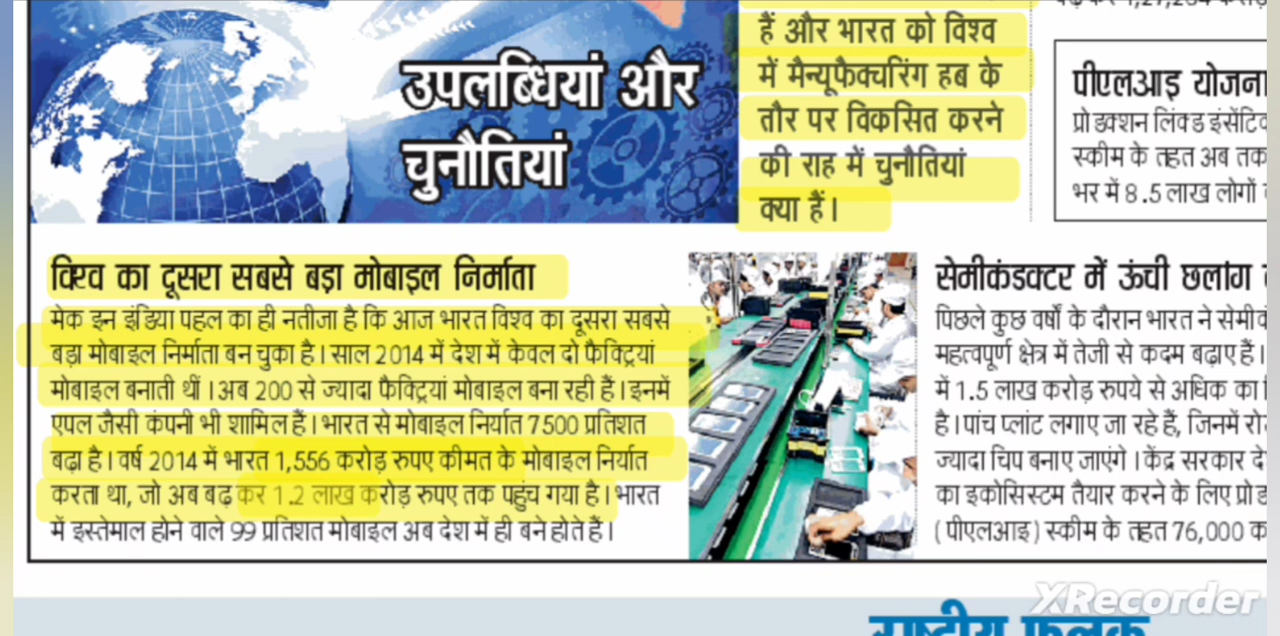 उपलब्धियां और
चुनौतियां
हैं और भारत को विश्व
में मैन्यूफैक्चरिंग हब के
तौर पर विकसित करने
की राह में चुनौतियां
क्या हैं।
पीएलआइ योजना
प्रोडक्शन लिंक्ड
स्कीम के तहत अब तक
भर में 8.5 लाख लोगों
विश्व का दूसरा सबसे बड़ा मोबाइल निर्माता
मेक इन इंडिया पहल का ही नतीजा है कि आज भारत विश्व का दूसरा सबसे
बड़ा मोबाइल निर्माता बन चुका है। साल 2014 में देश में केवल दो फैक्ट्रियां
मोबाइल बनाती थीं। अब 200 से ज्यादा फैक्ट्रियां मोबाइल बना रही हैं। इनमें
एपल जैसी कंपनी भी शामिल हैं। भारत से मोबाइल निर्यात 7500 प्रतिशत
बढ़ा है। वर्ष 2014 में भारत 1,556 करोड़ रुपए कीमत के मोबाइल निर्यात
करता था, जो अब बढ़ कर 1.2 लाख करोड़ रुपए तक पहुंच गया है। भारत
में इस्तेमाल होने वाले 99 प्रतिशत मोबाइल अब देश में ही बने होते हैं।
सेमीकंडक्टर में ऊंची छलांग
पिछले कुछ वर्षों के दौरान भारत ने
महत्वपूर्ण क्षेत्र में तेजी से कदम बढ़ाए हैं।
में 1.5 लाख करोड़ रुपये से अधिक का
है। पांच प्लांट लगाए जा रहे हैं, जिनमें
ज्यादा चिप बनाए जाएंगे। केंद्र सरकार
का इकोसिस्टम तैयार करने के लिए
(पीएलआइ) स्कीम के तहत 76,000
XRecorder
राष्ट्रीय फलक